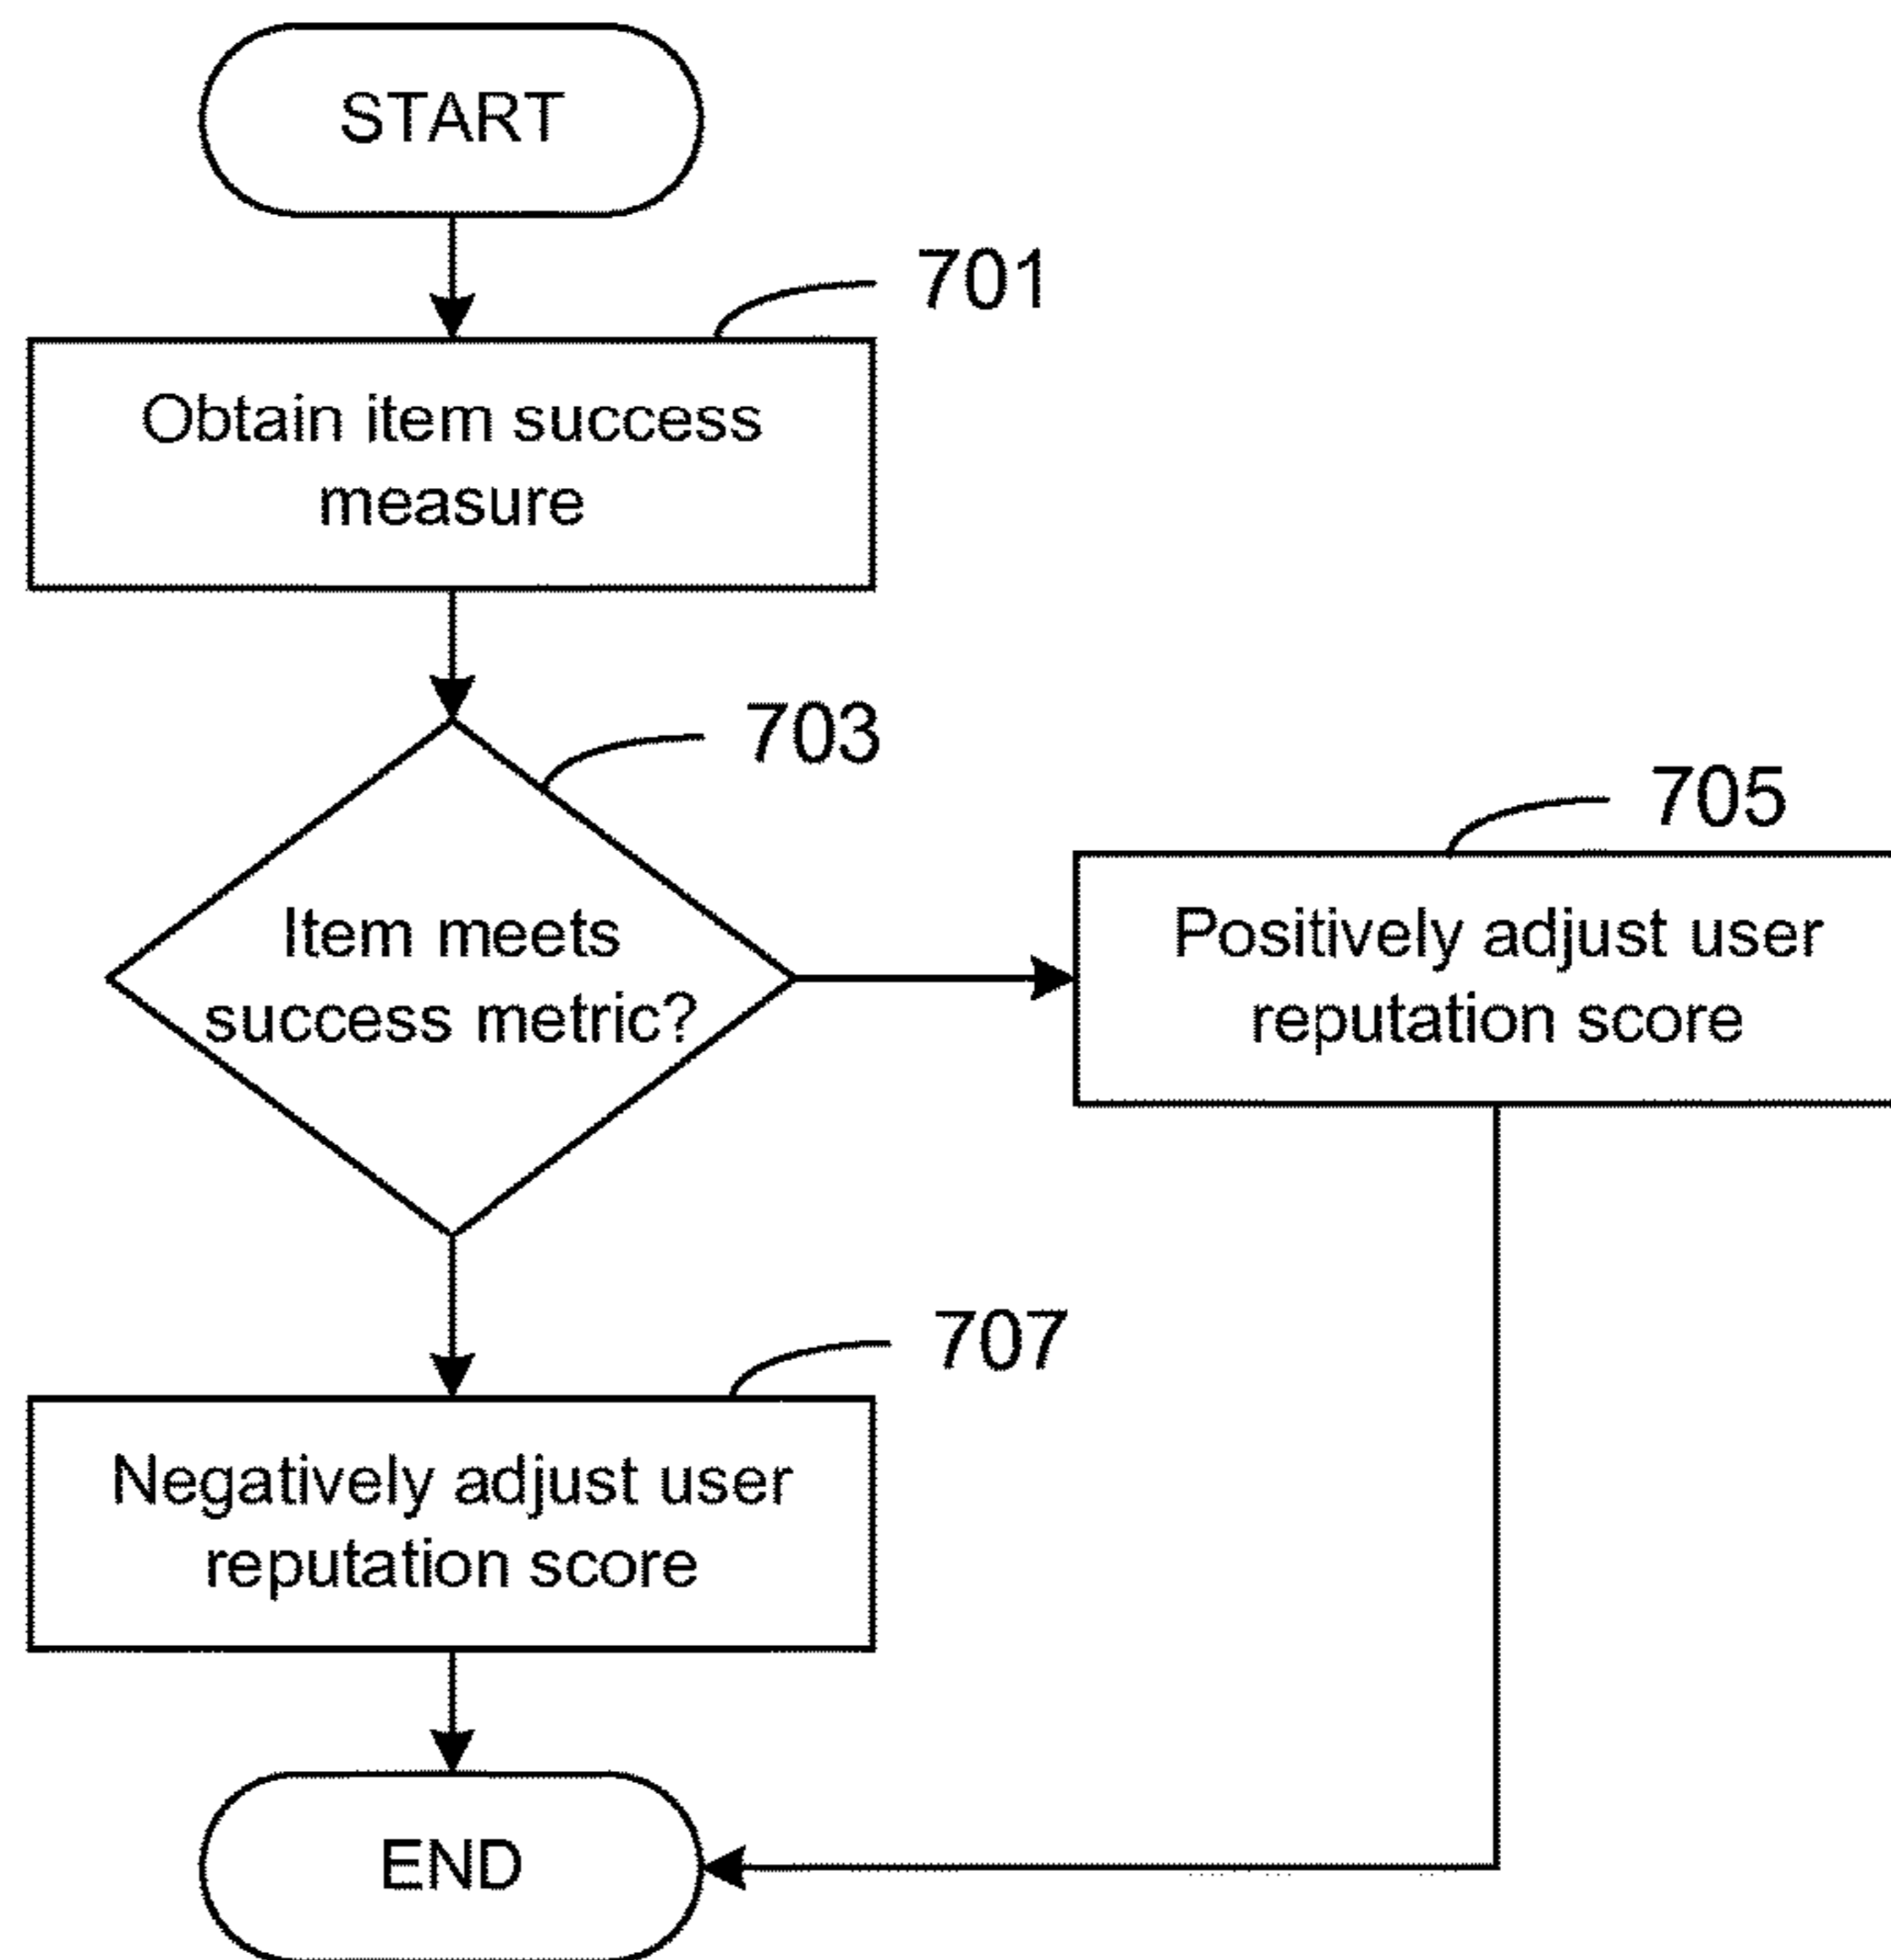 START
701
Obtain item success
measure
703
Item meets
success metric?
705
Positively adjust user
reputation score
707
Negatively adjust user
reputation score
END